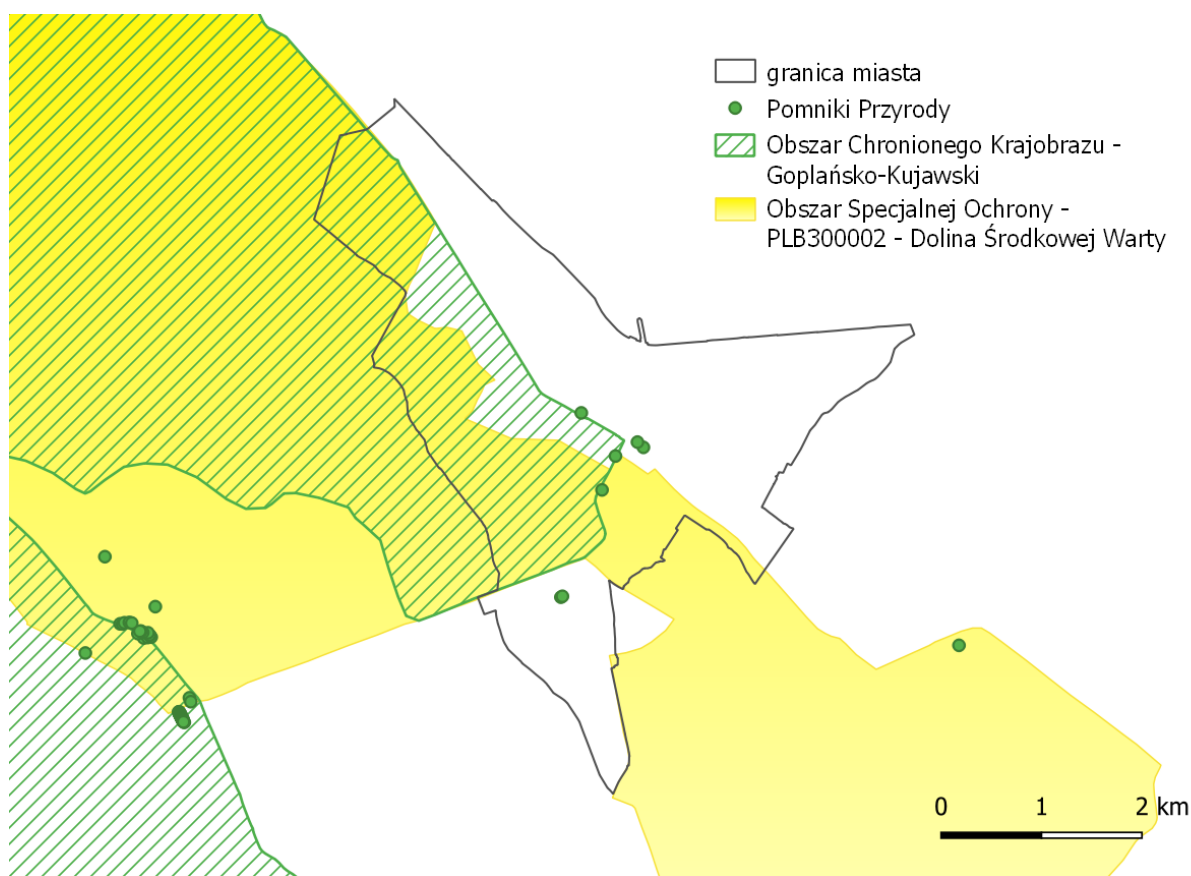 granica miasta
Pomniki Przyrody
Obszar Chronionego Krajobrazu -
Goplańsko-Kujawski
Obszar Specjalnej Ochrony -
PLB300002 - Dolina Środkowej Warty
0 1 2 km